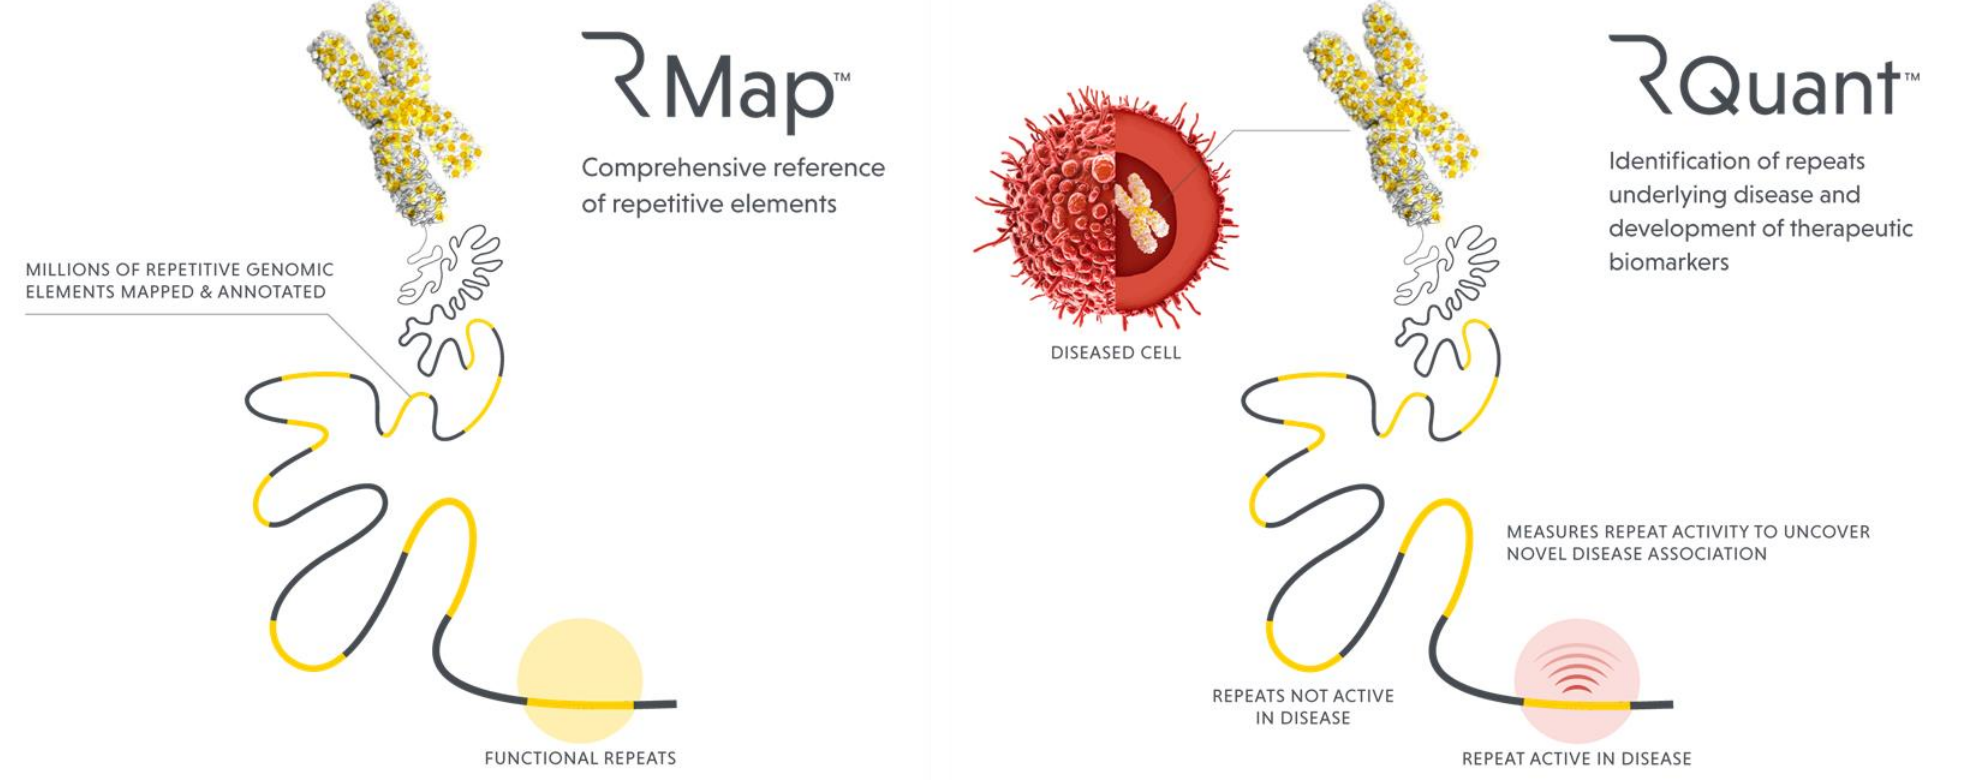 RMap™
Comprehensive reference
of repetitive elements
MILLIONS OF REPETITIVE GENOMIC
ELEMENTS MAPPED & ANNOTATED
FUNCTIONAL REPEATS
RQuant™
Identification of repeats
underlying disease and
development of therapeutic
biomarkers
DISEASED CELL
MEASURES REPEAT ACTIVITY TO UNCOVER
NOVEL DISEASE ASSOCIATION
REPEATS NOT ACTIVE
IN DISEASE
REPEAT ACTIVE IN DISEASE